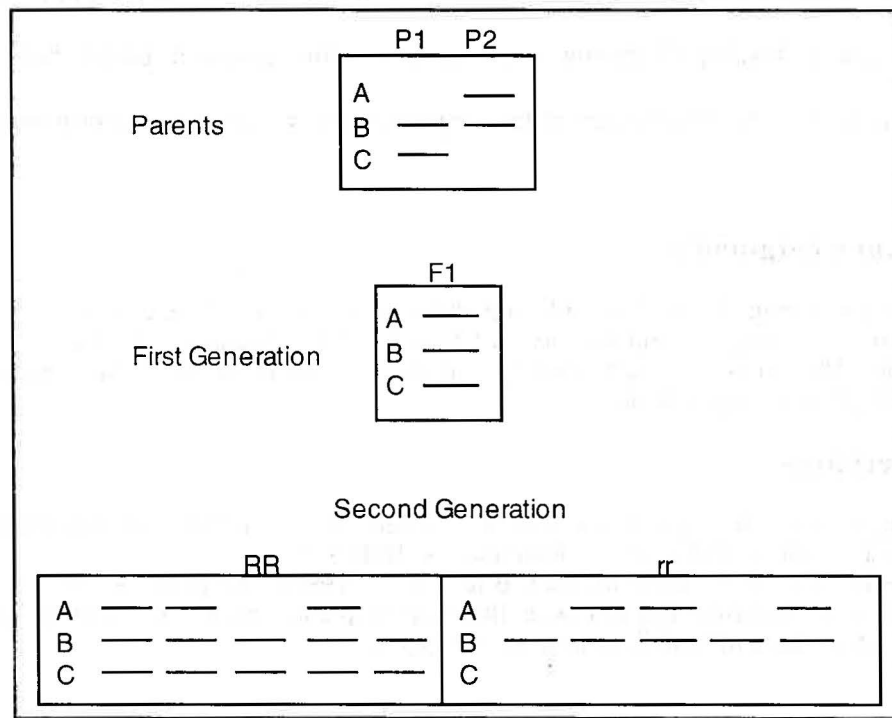 P1 P2
A
Parents B
C
F1
A
First Generation B
C
Second Generation
RR rr
A A
B B
C C